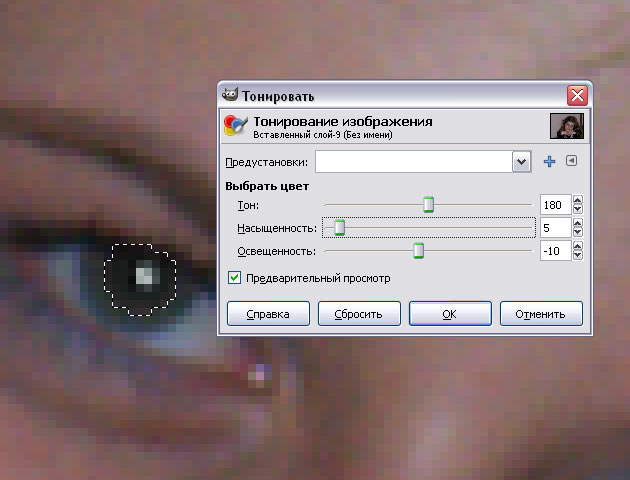 Тонировать
Тонирование изображения
Вставленный слой-9 (Без имени)
Предустановки:
Выбрать цвет
Тон: 180
Насыщенность: 5
Освещенность: -10
Предварительный просмотр
Справка Сбросить OK Отменить